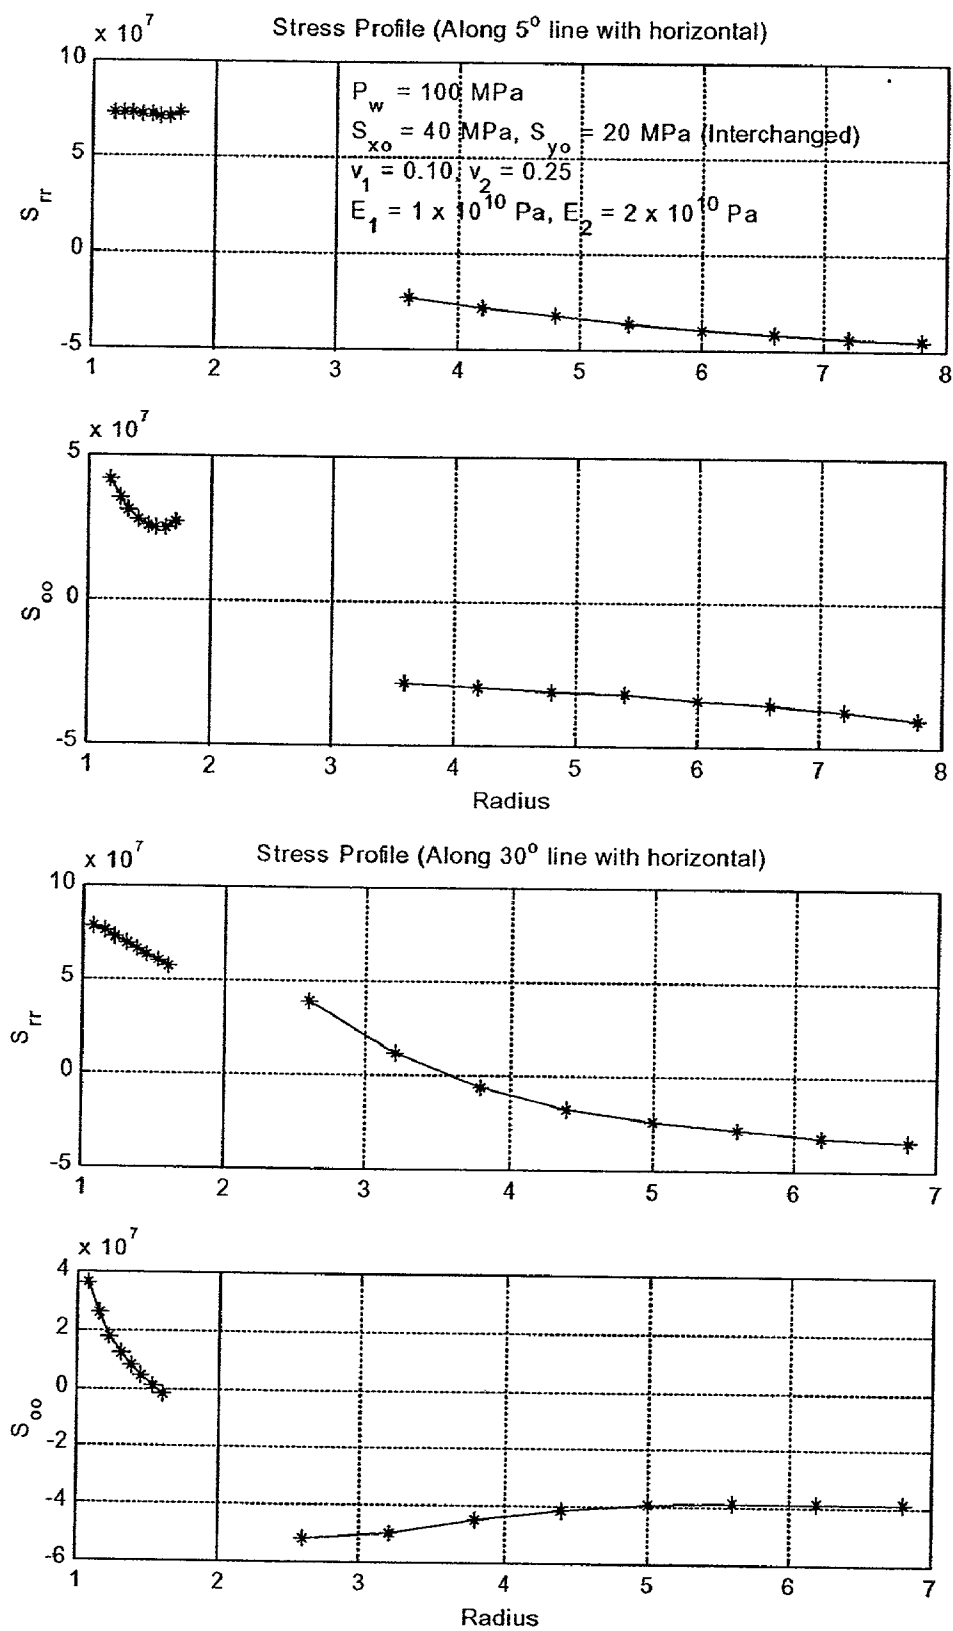 x 10^7
Stress Profile (Along 5° line with horizontal)
10
5
0
-5
S_rr
P_w = 100 MPa
S_xo = 40 MPa, S_yo = 20 MPa (Interchanged)
v_1 = 0.10, v_2 = 0.25
E_1 = 1 x 10^10 Pa, E_2 = 2 x 10^10 Pa
1 2 3 4 5 6 7 8
x 10^7
5
0
-5
S_oo
1 2 3 4 5 6 7 8
Radius
x 10^7
Stress Profile (Along 30° line with horizontal)
10
5
0
-5
S_rr
1 2 3 4 5 6 7
x 10^7
4
2
0
-2
-4
-6
S_oo
1 2 3 4 5 6 7
Radius